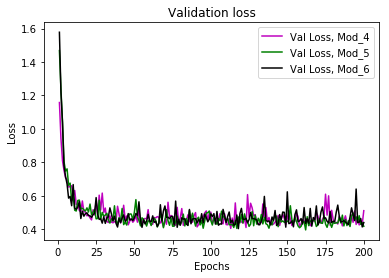 Validation loss
Val Loss, Mod_4
Val Loss, Mod_5
Val Loss, Mod_6
Loss
1.6
1.4
1.2
1.0
0.8
0.6
0.4
0 25 50 75 100 125 150 175 200
Epochs